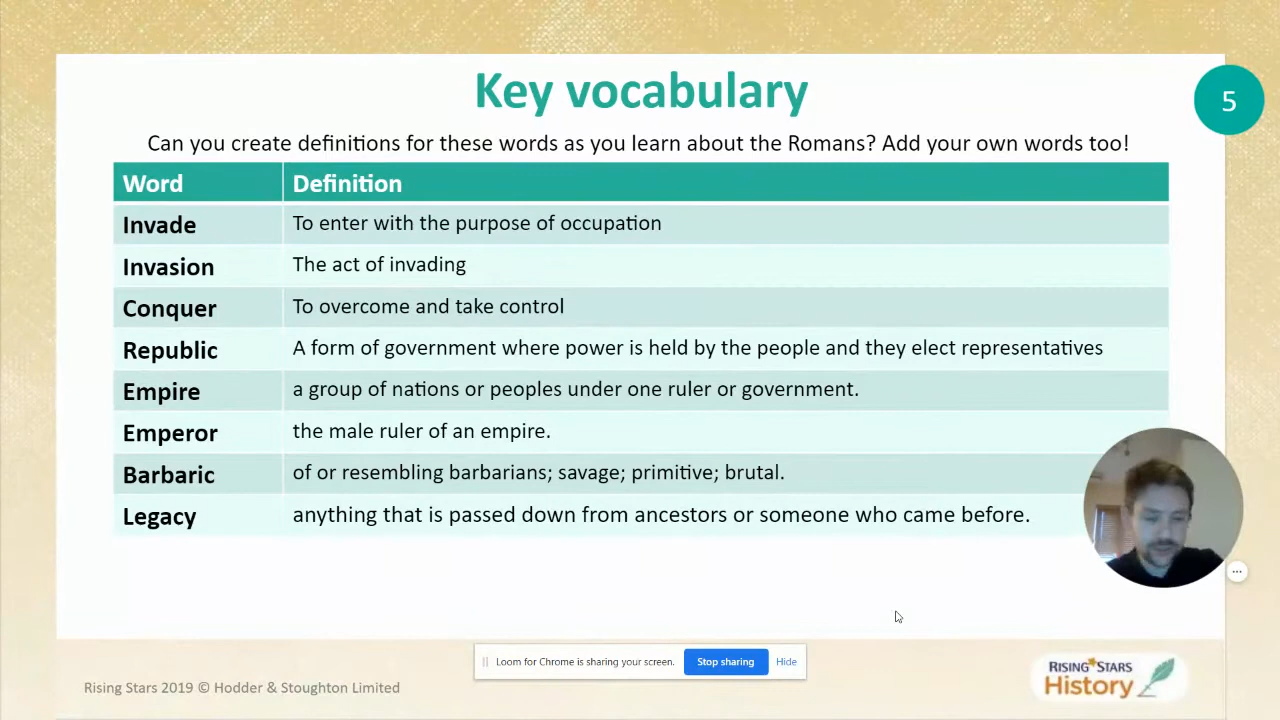 Key vocabulary
5
Can you create definitions for these words as you learn about the Romans? Add your own words too!
Word Definition
Invade To enter with the purpose of occupation
Invasion The act of invading
Conquer To overcome and take control
Republic A form of government where power is held by the people and they elect representatives
Empire a group of nations or peoples under one ruler or government.
Emperor the male ruler of an empire.
Barbaric of or resembling barbarians; savage; primitive; brutal.
Legacy anything that is passed down from ancestors or someone who came before.
Loom for Chrome is sharing your screen. Stop sharing Hide
Rising Stars 2019 © Hodder & Stoughton Limited
RISING STARS
History